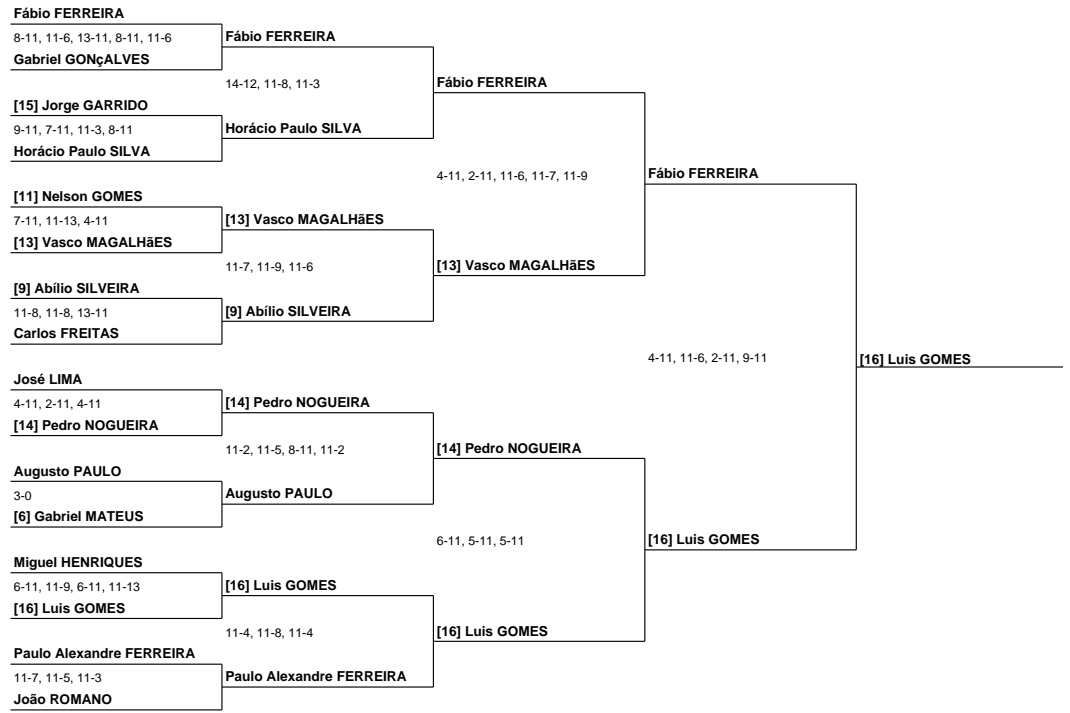 Fábio FERREIRA
8-11, 11-6, 13-11, 8-11, 11-6
Gabriel GONçALVES
[15] Jorge GARRIDO
9-11, 7-11, 11-3, 8-11
Horácio Paulo SILVA
[11] Nelson GOMES
7-11, 11-13, 4-11
[13] Vasco MAGALHãES
[9] Abílio SILVEIRA
11-8, 11-8, 13-11
Carlos FREITAS
José LIMA
4-11, 2-11, 4-11
[14] Pedro NOGUEIRA
Augusto PAULO
3-0
[6] Gabriel MATEUS
Miguel HENRIQUES
6-11, 11-9, 6-11, 11-13
[16] Luis GOMES
Paulo Alexandre FERREIRA
11-7, 11-5, 11-3
João ROMANO
Fábio FERREIRA
14-12, 11-8, 11-3
Horácio Paulo SILVA
[13] Vasco MAGALHãES
11-7, 11-9, 11-6
[9] Abílio SILVEIRA
[14] Pedro NOGUEIRA
11-2, 11-5, 8-11, 11-2
Augusto PAULO
[16] Luis GOMES
11-4, 11-8, 11-4
Paulo Alexandre FERREIRA
Fábio FERREIRA
4-11, 2-11, 11-6, 11-7, 11-9
[13] Vasco MAGALHãES
[14] Pedro NOGUEIRA
6-11, 5-11, 5-11
[16] Luis GOMES
Fábio FERREIRA
4-11, 11-6, 2-11, 9-11
[16] Luis GOMES
[16] Luis GOMES